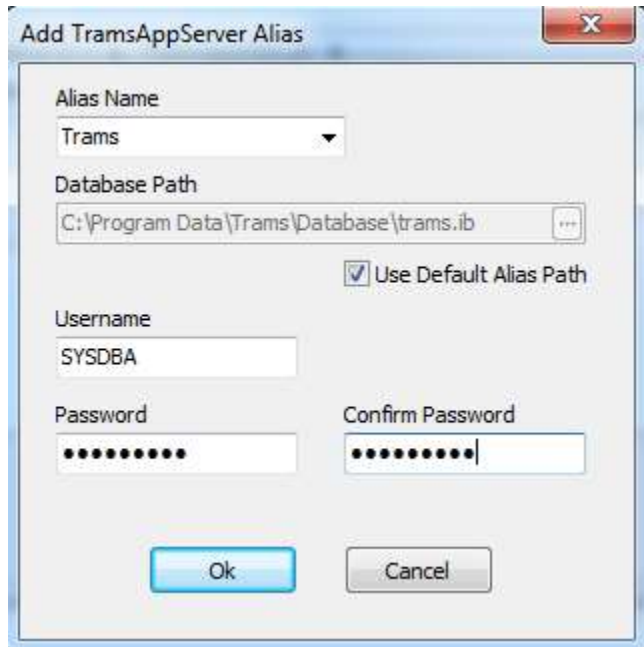 Add TramsAppServer Alias
Alias Name
Trams
Database Path
C:\Program Data\Trams\Database\trams.ib ...
Use Default Alias Path
Username
SYSDBA
Password Confirm Password
●●●●●●●●● ●●●●●●●●●
Ok Cancel